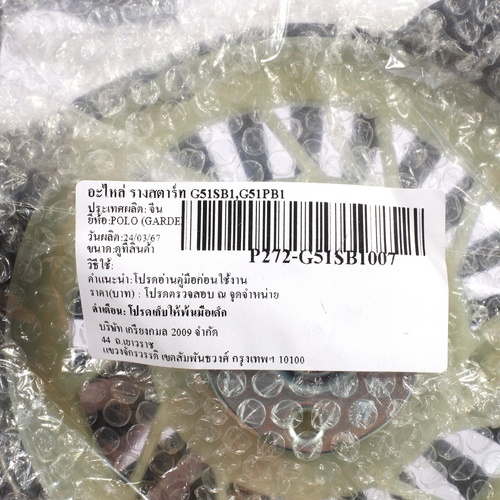 อะไหล่ รางสตาร์ท G51SB1,G51PB1
ประเทศผลิต: จีน
ยี่ห้อ:POLO (GARDE
วันผลิต:24/03/67
ขนาด:ดูที่สินค้า
P272-G51SB1007
วิธีใช้:
คำแนะนำ: โปรดอ่านคู่มือก่อนใช้งาน
ราคา(บาท) : โปรดตรวจสอบ ณ จุดจำหน่าย
คำเตือน: โปรดเก็บให้พ้นมือเด็ก
บริษัท เกรียงกมล 2009 จำกัด
44 ถ.เยาวราช
แขวงจักรวรรดิ เขตสัมพันธวงศ์ กรุงเทพฯ 10100